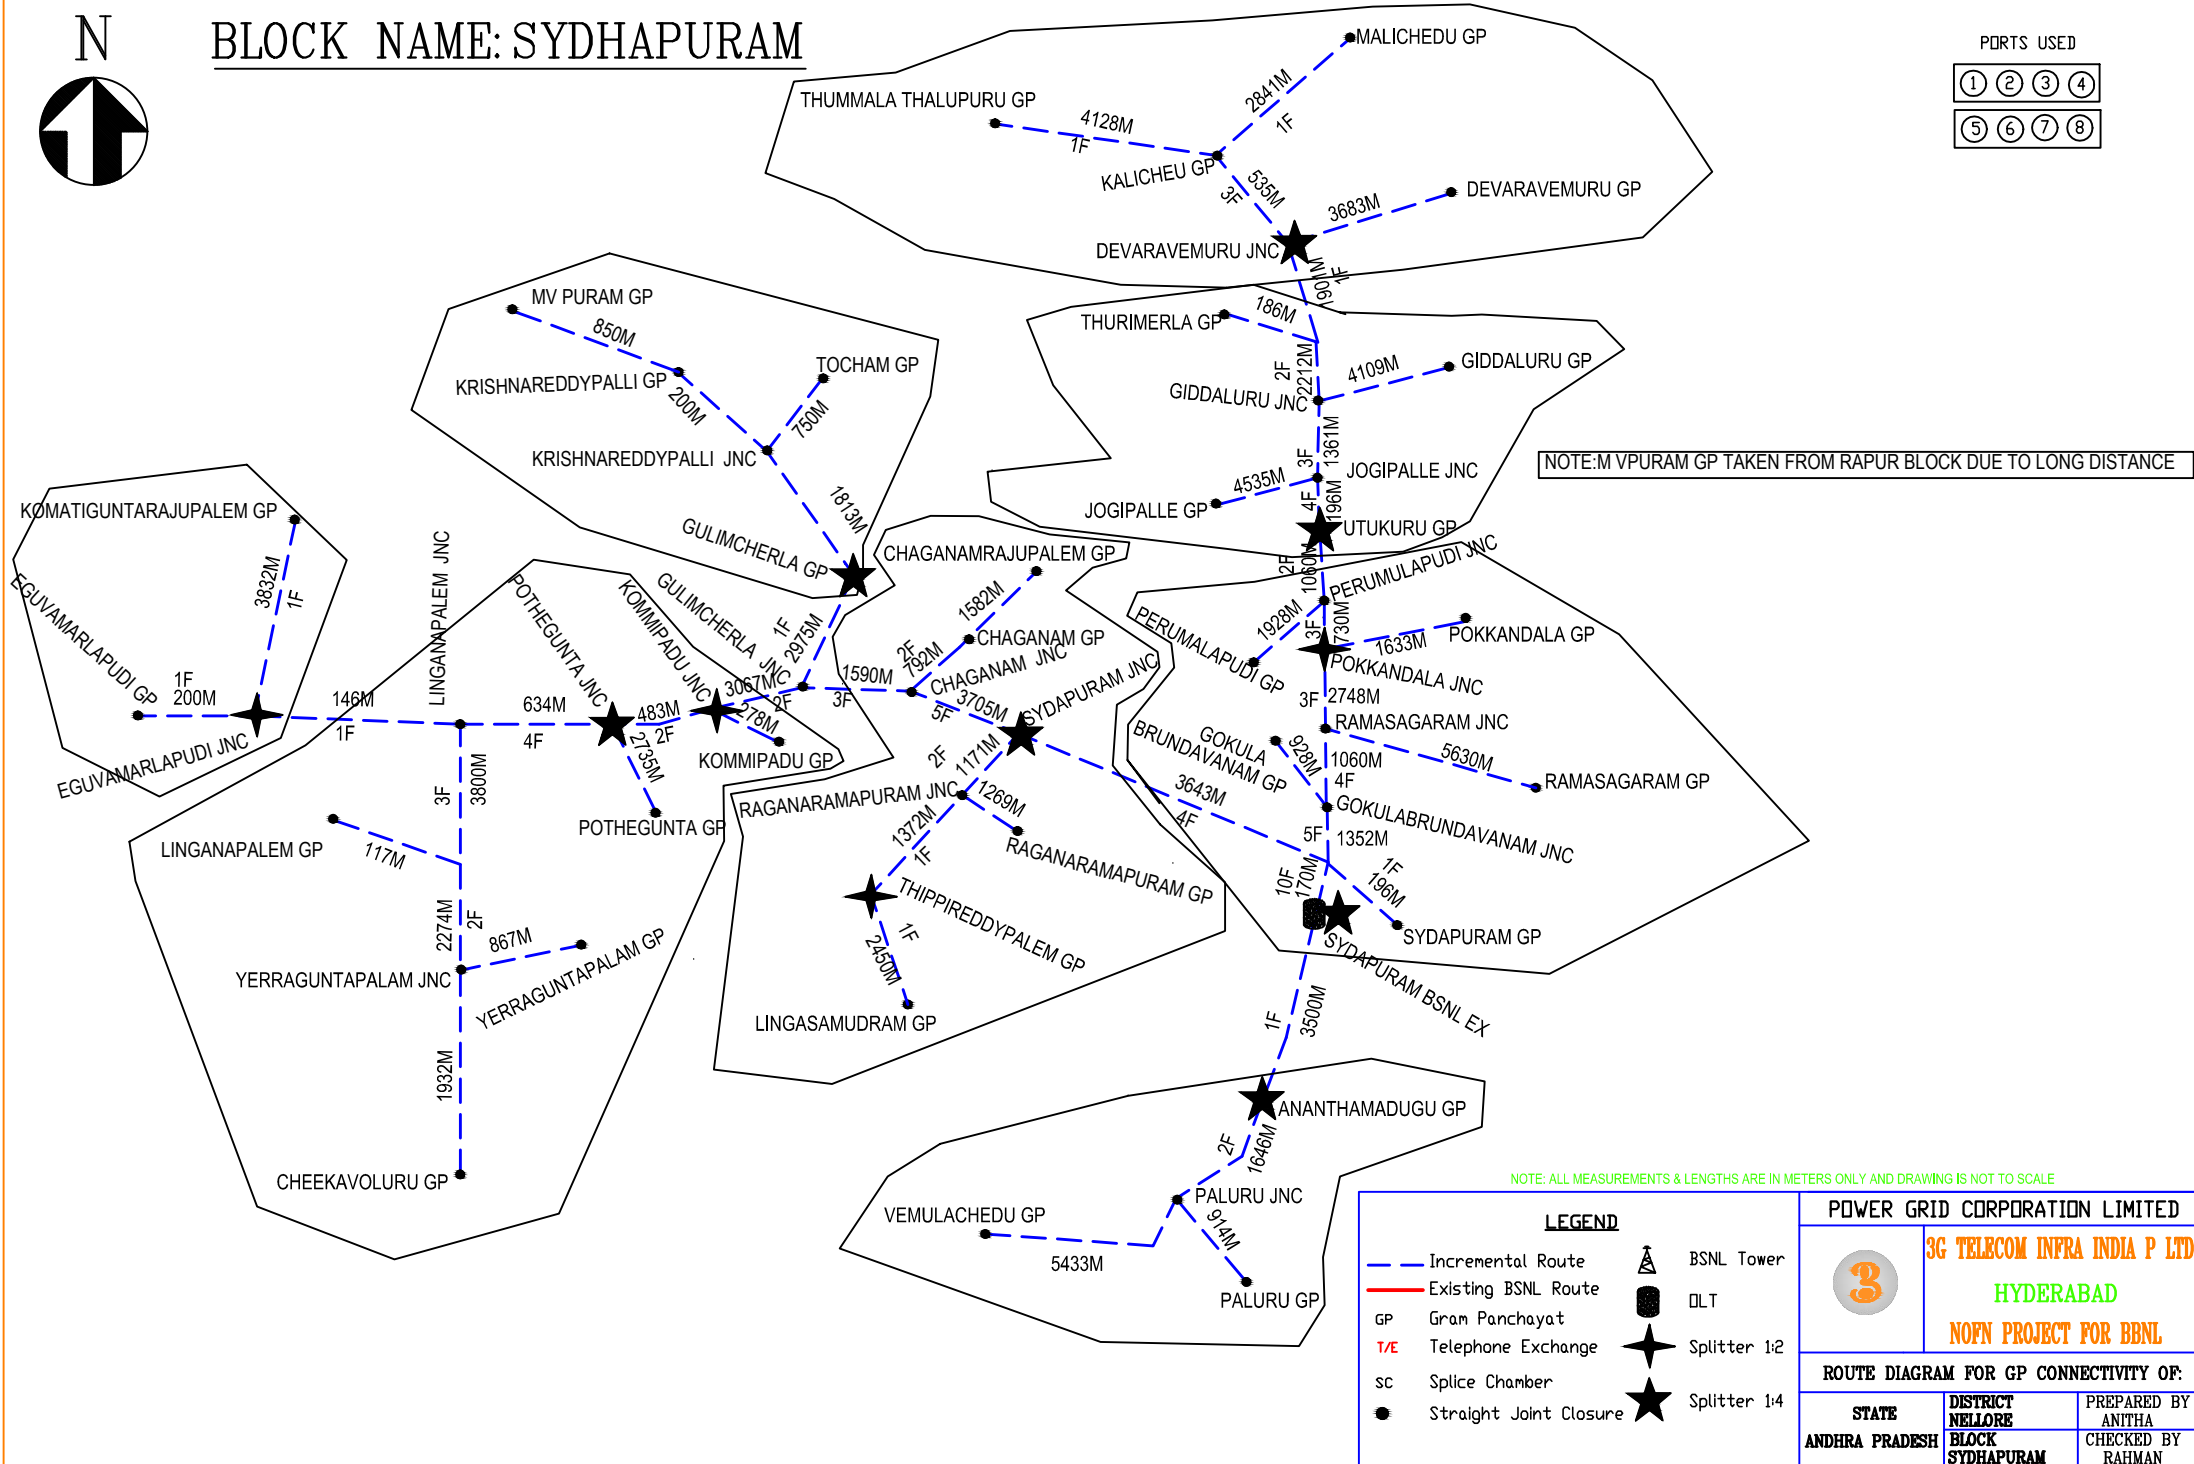 N
BLOCK NAME: SYDHAPURAM
PORTS USED
1 2 3 4
5 6 7 8
MALICHEDU GP
THUMMALA THALUPURU GP
2841M
1F
4128M
1F
KALICHEU GP
535M
3F
DEVARAVEMURU GP
3683M
DEVARAVEMURU JNC
1901M
1F
MV PURAM GP
850M
KRISHNAREDDYPALLI GP
TOCHAM GP
200M
750M
KRISHNAREDDYPALLI JNC
1813M
GULIMCHERLA GP
THURIMERLA GP
186M
2F
2212M
GIDDALURU GP
4109M
GIDDALURU JNC
3F
1361M
JOGIPALLE JNC
4535M
JOGIPALLE GP
4F
196M
UTUKURU GP
NOTE:M VPURAM GP TAKEN FROM RAPUR BLOCK DUE TO LONG DISTANCE
KOMATIGUNTARAJUPALEM GP
3832M
1F
EGUVAMARLAPUDI GP
1F
200M
EGUVAMARLAPUDI JNC
146M
1F
LINGANAPALEM JNC
634M
4F
POTHEGUNTA JNC
483M
2F
KOMMIPADU JNC
2735M
POTHEGUNTA GP
278M
KOMMIPADU GP
3067M
2F
GULIMCHERLA JNC
1F
2975M
1590M
3F
CHAGANAMRAJUPALEM GP
1582M
CHAGANAM GP
2F
792M
CHAGANAM JNC
3705M
5F
SYDAPURAM JNC
2F
1171M
RAGANARAMAPURAM JNC
1269M
RAGANARAMAPURAM GP
1372M
1F
THIPPIREDDYPALEM GP
1F
2450M
LINGASAMUDRAM GP
3F
3800M
LINGANAPALEM GP
117M
2274M
2F
867M
YERRAGUNTAPALAM JNC
YERRAGUNTAPALAM GP
1932M
CHEEKAVOLURU GP
2F
1060M
PERUMULAPUDI JNC
1928M
PERUMALAPUDI GP
3F
730M
POKKANDALA GP
1633M
POKKANDALA JNC
3F
2748M
RAMASAGARAM JNC
5630M
RAMASAGARAM GP
GOKULA
BRUNDAVANAM GP
928M
1060M
4F
GOKULABRUNDAVANAM JNC
5F
1352M
3643M
4F
10F
170M
1F
196M
SYDAPURAM GP
SYDAPURAM BSNL EX
1F
3500M
ANANTHAMADUGU GP
2F
1646M
PALURU JNC
VEMULACHEDU GP
5433M
914M
PALURU GP
NOTE: ALL MEASUREMENTS & LENGTHS ARE IN METERS ONLY AND DRAWING IS NOT TO SCALE
LEGEND
Incremental Route
Existing BSNL Route
GP Gram Panchayat
T/E Telephone Exchange
SC Splice Chamber
Straight Joint Closure
BSNL Tower
OLT
Splitter 1:2
Splitter 1:4
POWER GRID CORPORATION LIMITED
3
3G TELECOM INFRA INDIA P LTD
HYDERABAD
NOFN PROJECT FOR BBNL
ROUTE DIAGRAM FOR GP CONNECTIVITY OF:
STATE
ANDHRA PRADESH
DISTRICT
NELLORE
BLOCK
SYDHAPURAM
PREPARED BY
ANITHA
CHECKED BY
RAHMAN